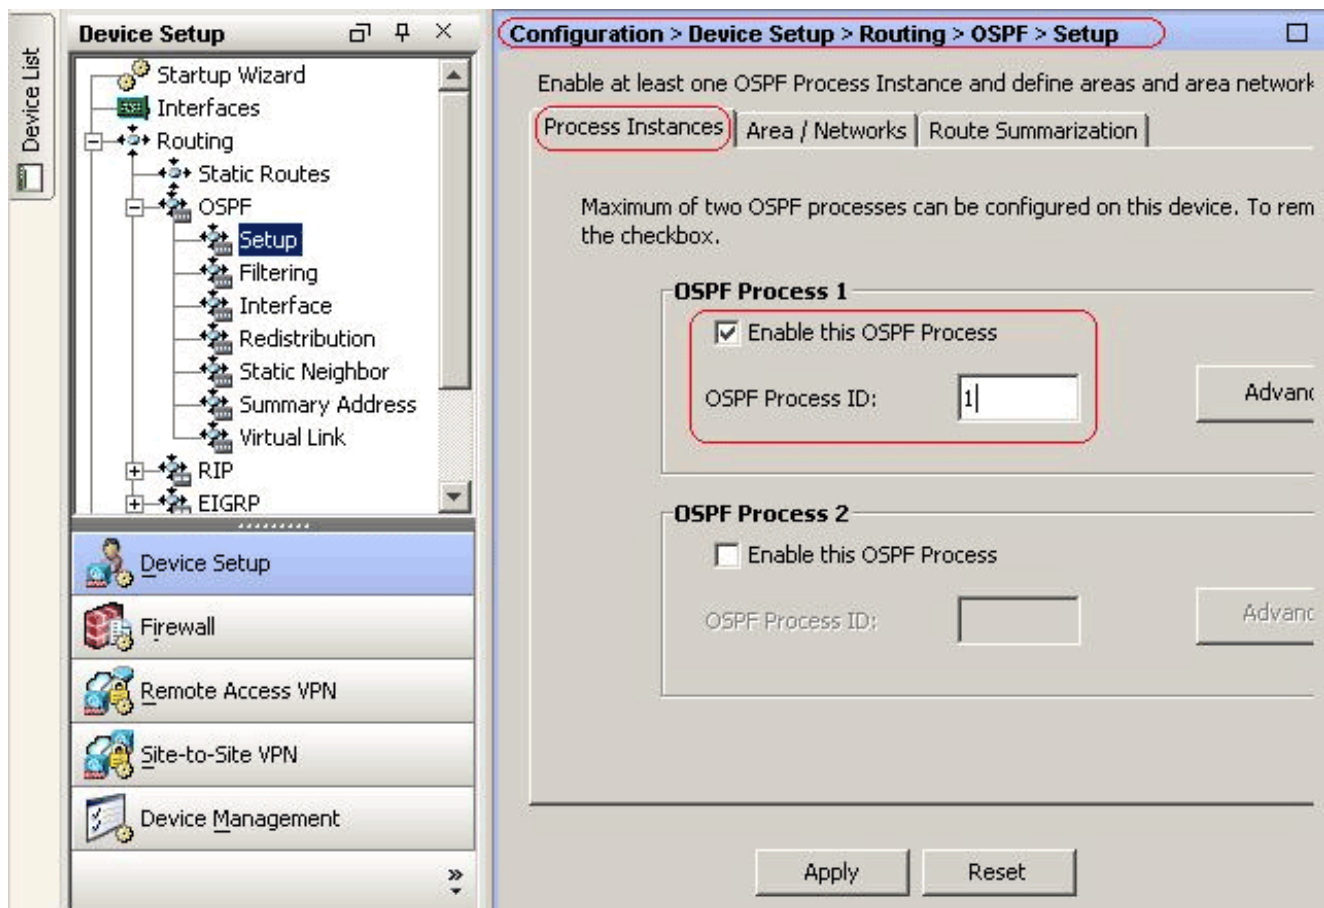 Device List
Device Setup
Startup Wizard
Interfaces
Routing
Static Routes
OSPF
Setup
Filtering
Interface
Redistribution
Static Neighbor
Summary Address
Virtual Link
RIP
EIGRP
Device Setup
Firewall
Remote Access VPN
Site-to-Site VPN
Device Management
Configuration > Device Setup > Routing > OSPF > Setup
Enable at least one OSPF Process Instance and define areas and area network
Process Instances
Area / Networks
Route Summarization
Maximum of two OSPF processes can be configured on this device. To rem
the checkbox.
OSPF Process 1
Enable this OSPF Process
OSPF Process ID:
1
Advanc
OSPF Process 2
Enable this OSPF Process
OSPF Process ID:
Advanc
Apply
Reset